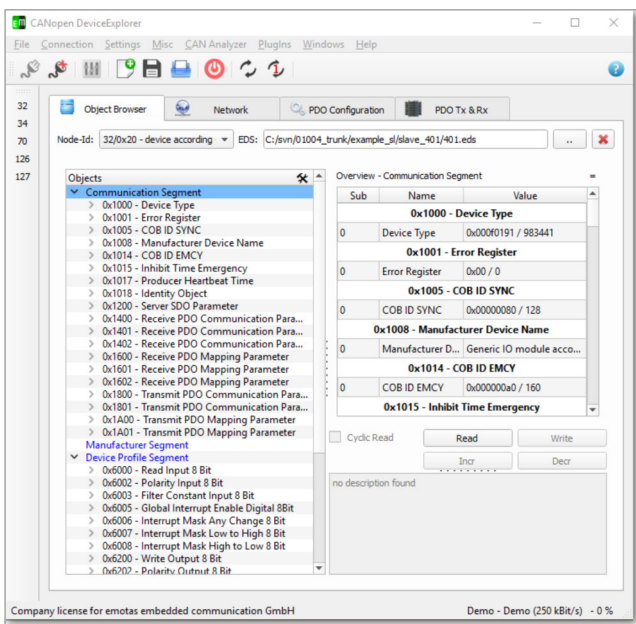 CANopen DeviceExplorer
File Connection Settings Misc CAN Analyzer PlugIns Windows Help
32
34
70
126
127
Object Browser Network PDO Configuration PDO Tx & Rx
Node-Id: 32/0x20 - device according EDS: C:/svn/01004_trunk/example_sl/slave_401/401.eds ..
Objects
Communication Segment
0x1000 - Device Type
0x1001 - Error Register
0x1005 - COB ID SYNC
0x1008 - Manufacturer Device Name
0x1014 - COB ID EMCY
0x1015 - Inhibit Time Emergency
0x1017 - Producer Heartbeat Time
0x1018 - Identity Object
0x1200 - Server SDO Parameter
0x1400 - Receive PDO Communication Para...
0x1401 - Receive PDO Communication Para...
0x1402 - Receive PDO Communication Para...
0x1600 - Receive PDO Mapping Parameter
0x1601 - Receive PDO Mapping Parameter
0x1602 - Receive PDO Mapping Parameter
0x1800 - Transmit PDO Communication Para...
0x1801 - Transmit PDO Communication Para...
0x1A00 - Transmit PDO Mapping Parameter
0x1A01 - Transmit PDO Mapping Parameter
Manufacturer Segment
Device Profile Segment
0x6000 - Read Input 8 Bit
0x6002 - Polarity Input 8 Bit
0x6003 - Filter Constant Input 8 Bit
0x6005 - Global Interrupt Enable Digital 8Bit
0x6006 - Interrupt Mask Any Change 8 Bit
0x6007 - Interrupt Mask Low to High 8 Bit
0x6008 - Interrupt Mask High to Low 8 Bit
0x6200 - Write Output 8 Bit
0x6202 - Polarity Output 8 Bit
Overview - Communication Segment
Sub Name Value
0x1000 - Device Type
0 Device Type 0x000f0191 / 983441
0x1001 - Error Register
0 Error Register 0x00 / 0
0x1005 - COB ID SYNC
0 COB ID SYNC 0x00000080 / 128
0x1008 - Manufacturer Device Name
0 Manufacturer D... Generic IO module acco...
0x1014 - COB ID EMCY
0 COB ID EMCY 0x000000a0 / 160
0x1015 - Inhibit Time Emergency
Cyclic Read Read Write
Incr Decr
no description found
Company license for emotas embedded communication GmbH Demo - Demo (250 kBit/s) - 0 %